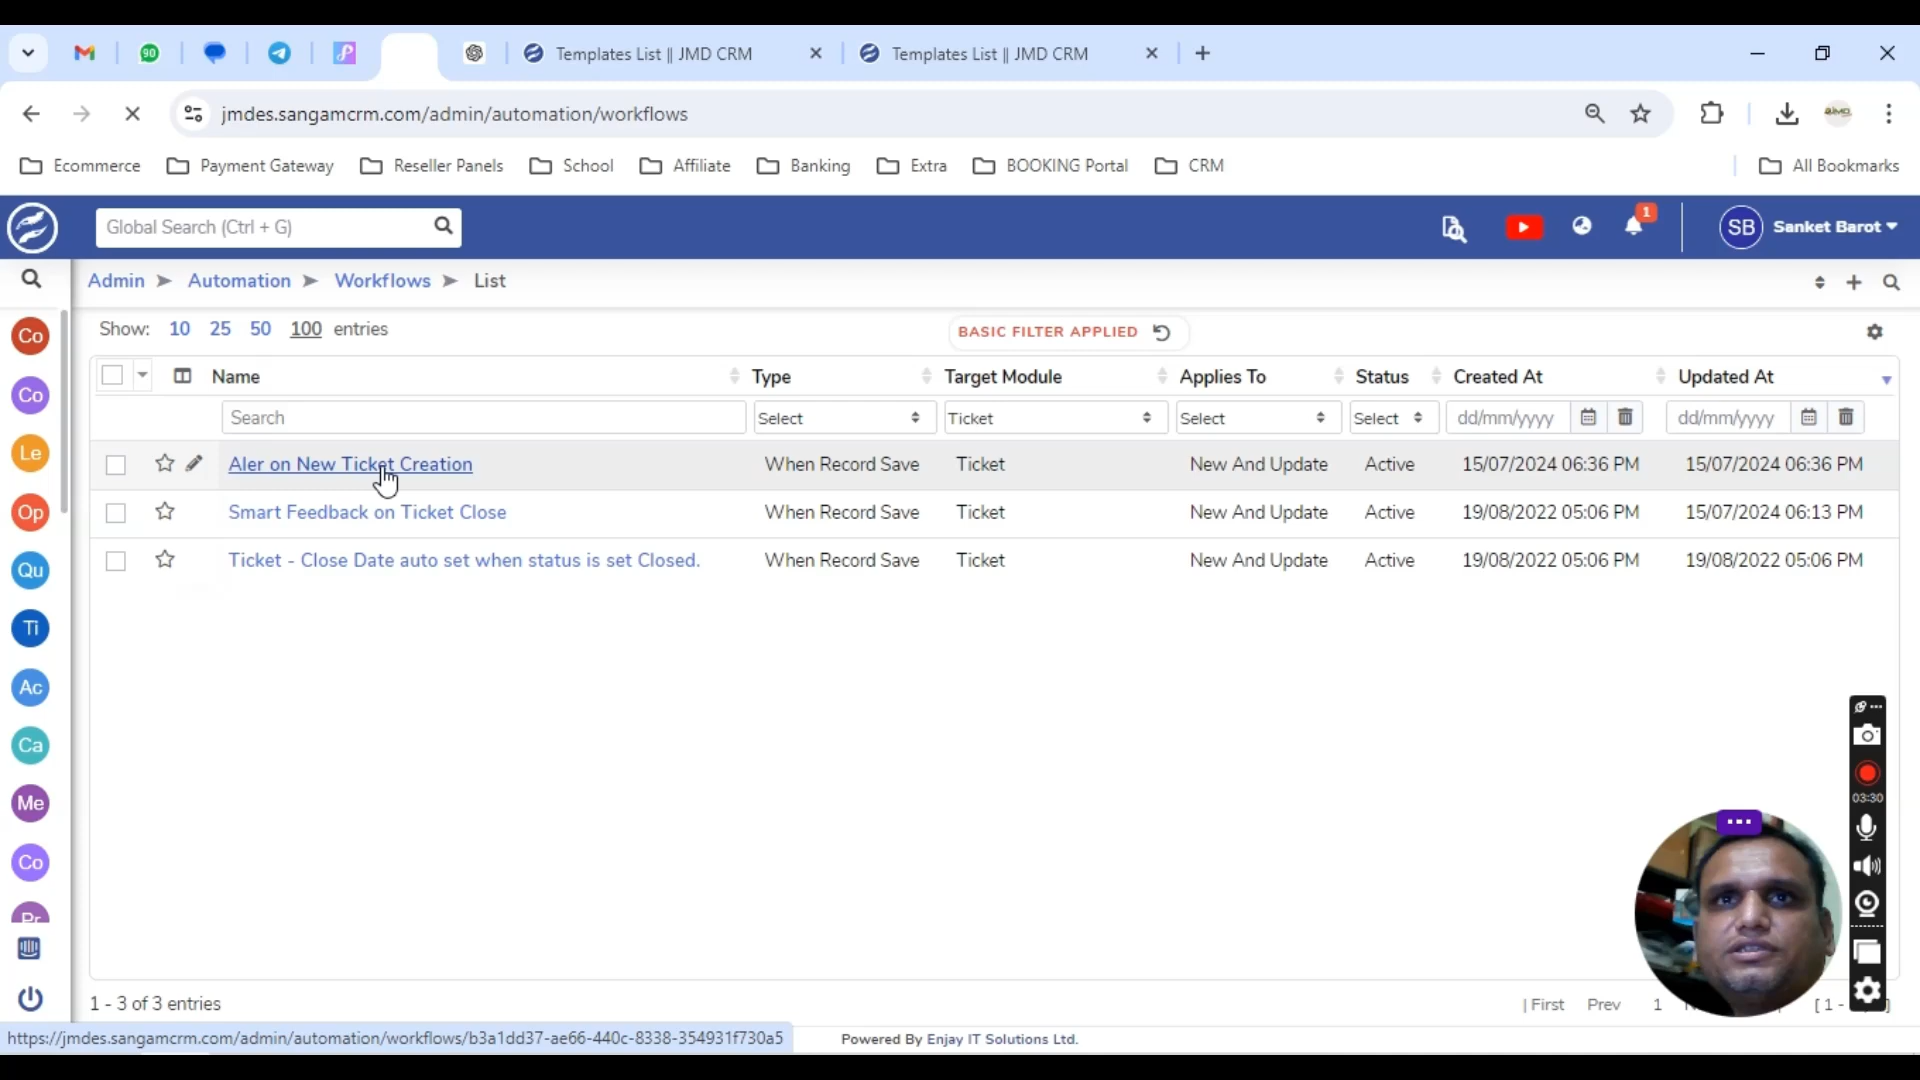 90
Templates List || JMD CRM
Templates List || JMD CRM
jmdes.sangamcrm.com/admin/automation/workflows
Ecommerce Payment Gateway Reseller Panels School Affiliate Banking Extra BOOKING Portal CRM All Bookmarks
Global Search (Ctrl + G)
1
SB Sanket Barot
Admin Automation Workflows List
Show: 10 25 50 100 entries
BASIC FILTER APPLIED
Name Type Target Module Applies To Status Created At Updated At
Search Select Ticket Select Select dd/mm/yyyy dd/mm/yyyy
Aler on New Ticket Creation When Record Save Ticket New And Update Active 15/07/2024 06:36 PM 15/07/2024 06:36 PM
Smart Feedback on Ticket Close When Record Save Ticket New And Update Active 19/08/2022 05:06 PM 15/07/2024 06:13 PM
Ticket - Close Date auto set when status is set Closed. When Record Save Ticket New And Update Active 19/08/2022 05:06 PM 19/08/2022 05:06 PM
Co
Co
Le
Op
Qu
Ti
Ac
Ca
Me
Co
Pr
03:30
1 - 3 of 3 entries
| First Prev 1 [ 1 -
https://jmdes.sangamcrm.com/admin/automation/workflows/b3a1dd37-ae66-440c-8338-354931f730a5
Powered By Enjay IT Solutions Ltd.